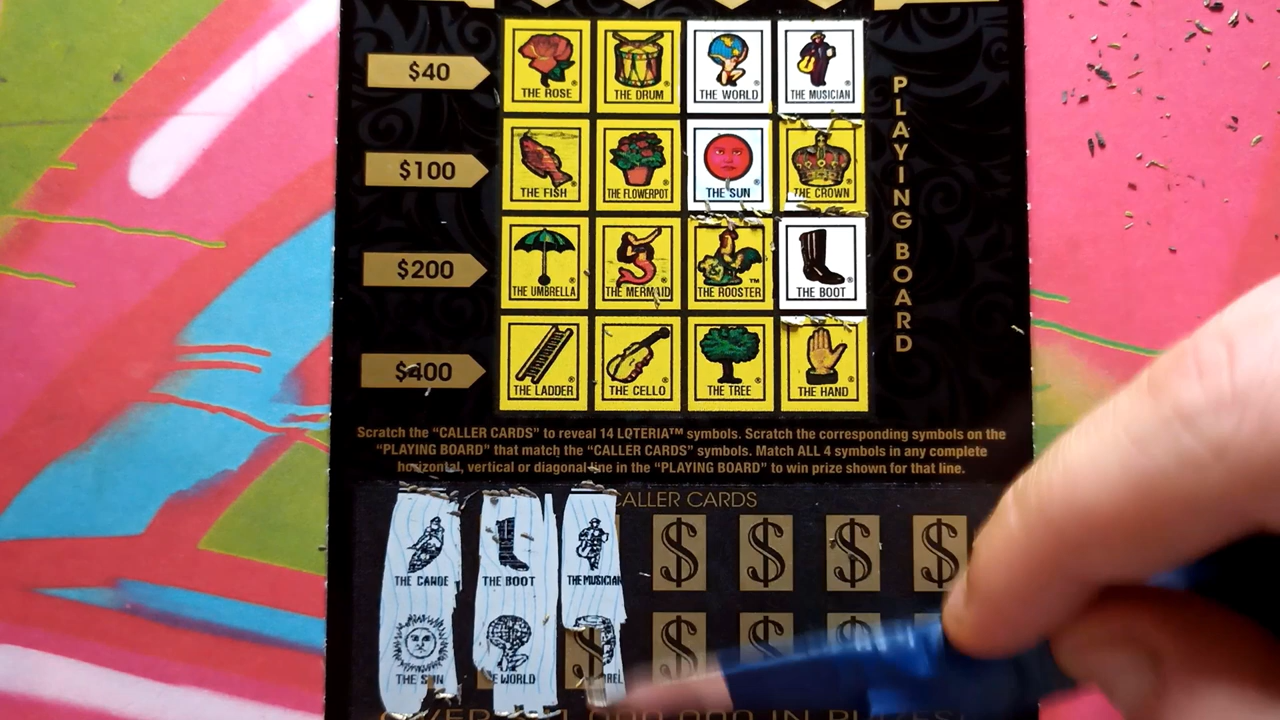 $40
THE ROSE
THE DRUM
THE WORLD
THE MUSICIAN
$100
THE FISH
THE FLOWERPOT
THE SUN
THE CROWN
$200
THE UMBRELLA
THE MERMAID
THE ROOSTER
THE BOOT
$400
THE LADDER
THE CELLO
THE TREE
THE HAND
PLAYING BOARD
Scratch the “CALLER CARDS” to reveal 14 LOTERIA™ symbols. Scratch the corresponding symbols on the
“PLAYING BOARD” that match the “CALLER CARDS” symbols. Match ALL 4 symbols in any complete
horizontal, vertical or diagonal line in the “PLAYING BOARD” to win prize shown for that line.
CALLER CARDS
THE CANOE
THE BOOT
THE MUSICIAN
$ $ $ $
THE SUN
WORLD
$ $ $
IN PRIZES!